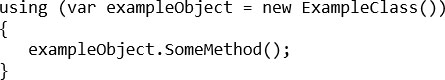 using (var exampleObject = new ExampleClass())
{
   exampleObject.SomeMethod();
}